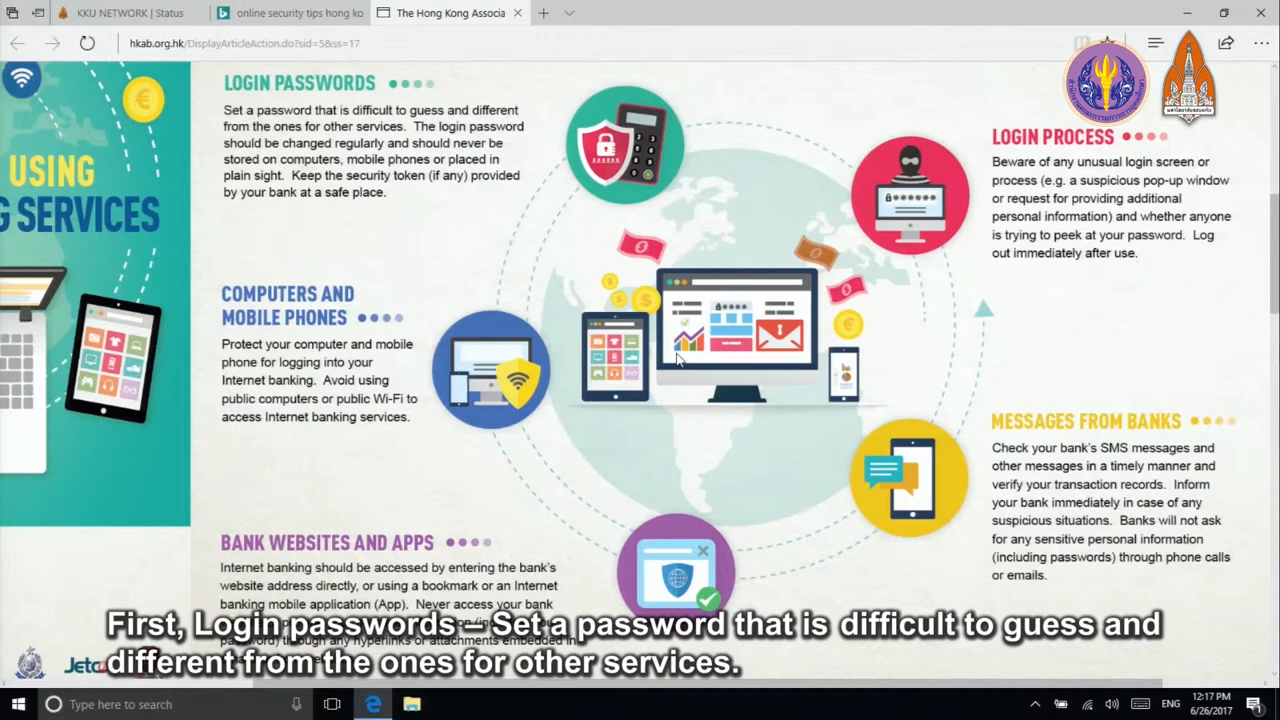 KKU NETWORK | Status
online security tips hong ko
The Hong Kong Associa
hkab.org.hk/DisplayArticleAction.do?sid=5&ss=17
USING
G SERVICES
LOGIN PASSWORDS
Set a password that is difficult to guess and different
from the ones for other services. The login password
should be changed regularly and should never be
stored on computers, mobile phones or placed in
plain sight. Keep the security token (if any) provided
by your bank at a safe place.
COMPUTERS AND
MOBILE PHONES
Protect your computer and mobile
phone for logging into your
Internet banking. Avoid using
public computers or public Wi-Fi to
access Internet banking services.
BANK WEBSITES AND APPS
Internet banking should be accessed by entering the bank's
website address directly, or using a bookmark or an Internet
banking mobile application (App). Never access your bank
through any hyperlinks or attachments embedded in
LOGIN PROCESS
Beware of any unusual login screen or
process (e.g. a suspicious pop-up window
or request for providing additional
personal information) and whether anyone
is trying to peek at your password. Log
out immediately after use.
MESSAGES FROM BANKS
Check your bank's SMS messages and
other messages in a timely manner and
verify your transaction records. Inform
your bank immediately in case of any
suspicious situations. Banks will not ask
for any sensitive personal information
(including passwords) through phone calls
or emails.
First, Login passwords – Set a password that is difficult to guess and
different from the ones for other services.
Type here to search
ENG
12:17 PM
6/26/2017